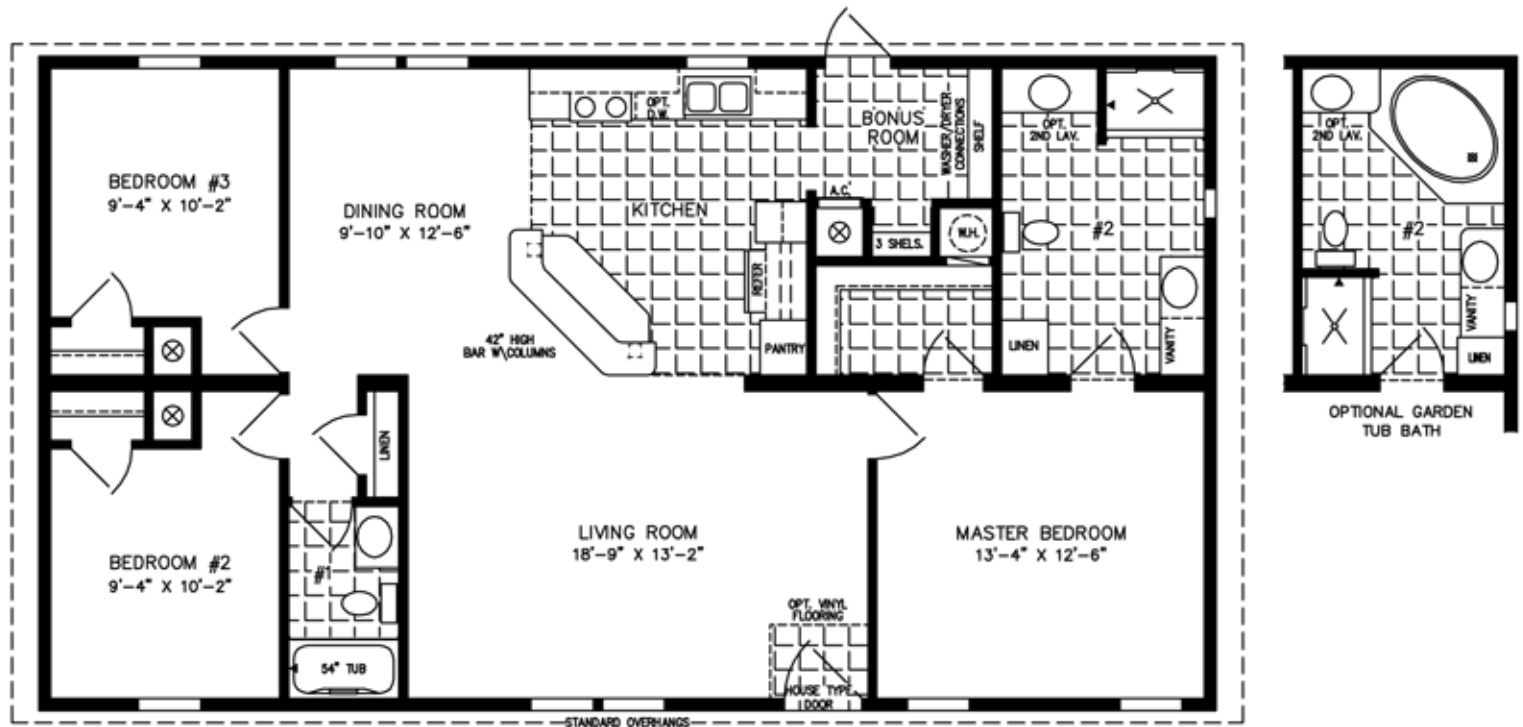 BEDROOM #3
9'-4" X 10'-2"
DINING ROOM
9'-10" X 12'-6"
OPT.
D.W.
KITCHEN
BONUS
ROOM
WASHER/DRYER
CONNECTIONS
SHELF
A.C.
3 SHELS.
W.H.
REFER
PANTRY
42" HIGH
BAR W\COLUMNS
OPT.
2ND LAV.
#2
LINEN
VANITY
OPT.
2ND LAV.
#2
VANITY
LINEN
OPTIONAL GARDEN
TUB BATH
LINEN
BEDROOM #2
9'-4" X 10'-2"
#1
54" TUB
LIVING ROOM
18'-9" X 13'-2"
OPT. VINYL
FLOORING
HOUSE TYPE
DOOR
MASTER BEDROOM
13'-4" X 12'-6"
STANDARD OVERHANGS